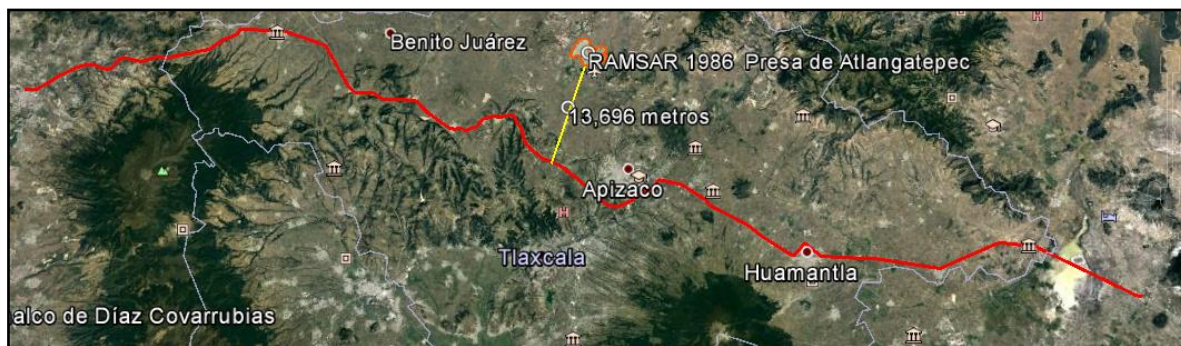 Benito Juárez
RAMSAR 1986 Presa de Atlangatepec
13,696 metros
Apizaco
Tlaxcala
Huamantla
alco de Díaz Covarrubias